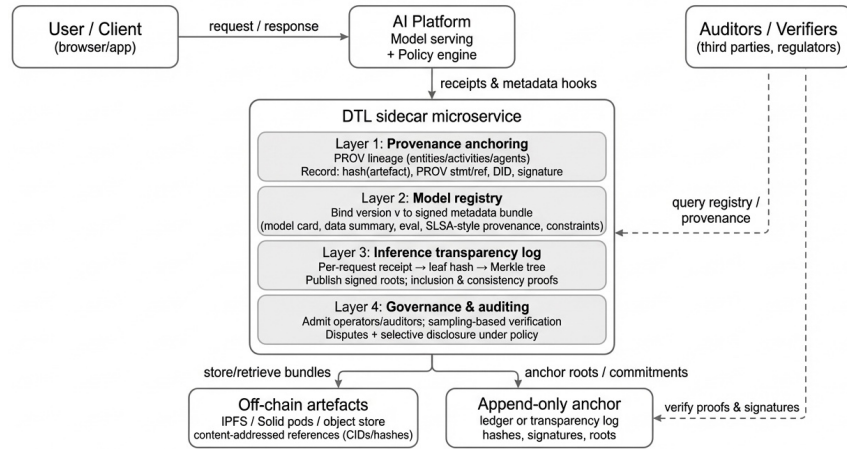 User / Client
(browser/app)
request / response
AI Platform
Model serving
+ Policy engine
Auditors / Verifiers
(third parties, regulators)
receipts & metadata hooks
DTL sidecar microservice
Layer 1: Provenance anchoring
PROV lineage (entities/activities/agents)
Record: hash(artefact), PROV stmt/ref, DID, signature
Layer 2: Model registry
Bind version v to signed metadata bundle
(model card, data summary, eval, SLSA-style provenance, constraints)
Layer 3: Inference transparency log
Per-request receipt → leaf hash → Merkle tree
Publish signed roots; inclusion & consistency proofs
Layer 4: Governance & auditing
Admit operators/auditors; sampling-based verification
Disputes + selective disclosure under policy
query registry /
provenance
store/retrieve bundles
anchor roots / commitments
Off-chain artefacts
IPFS / Solid pods / object store
content-addressed references (CIDs/hashes)
Append-only anchor
ledger or transparency log
hashes, signatures, roots
verify proofs & signatures